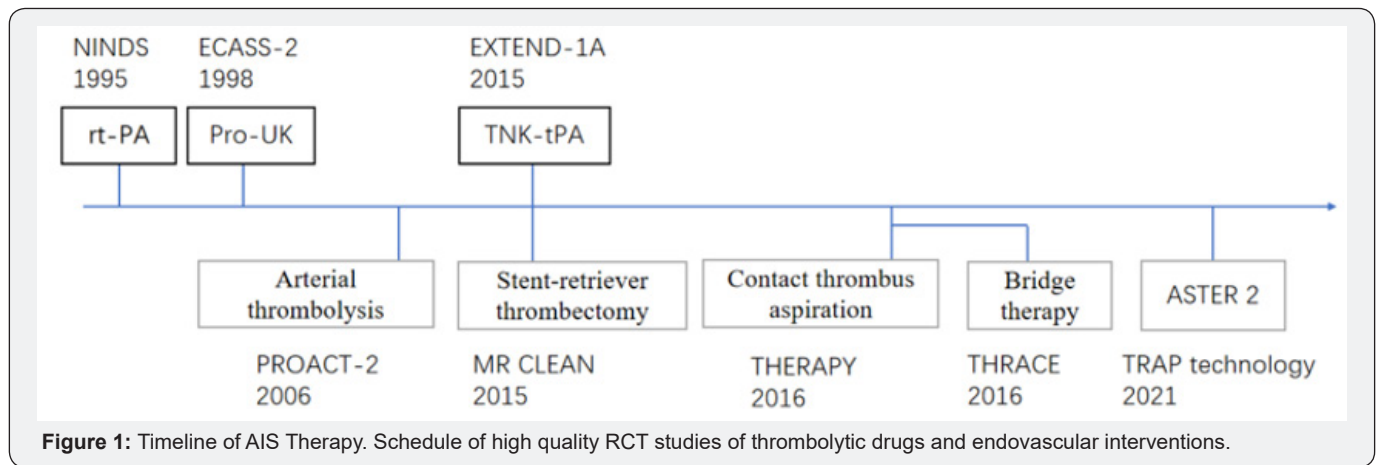 NINDS
1995
ECASS-2
1998
EXTEND-1A
2015
rt-PA
Pro-UK
TNK-tPA
Arterial
thrombolysis
Stent-retriever
thrombectomy
Contact thrombus
aspiration
Bridge
therapy
ASTER 2
PROACT-2
2006
MR CLEAN
2015
THERAPY
2016
THRACE
2016
TRAP technology
2021
Figure 1: Timeline of AIS Therapy. Schedule of high quality RCT studies of thrombolytic drugs and endovascular interventions.